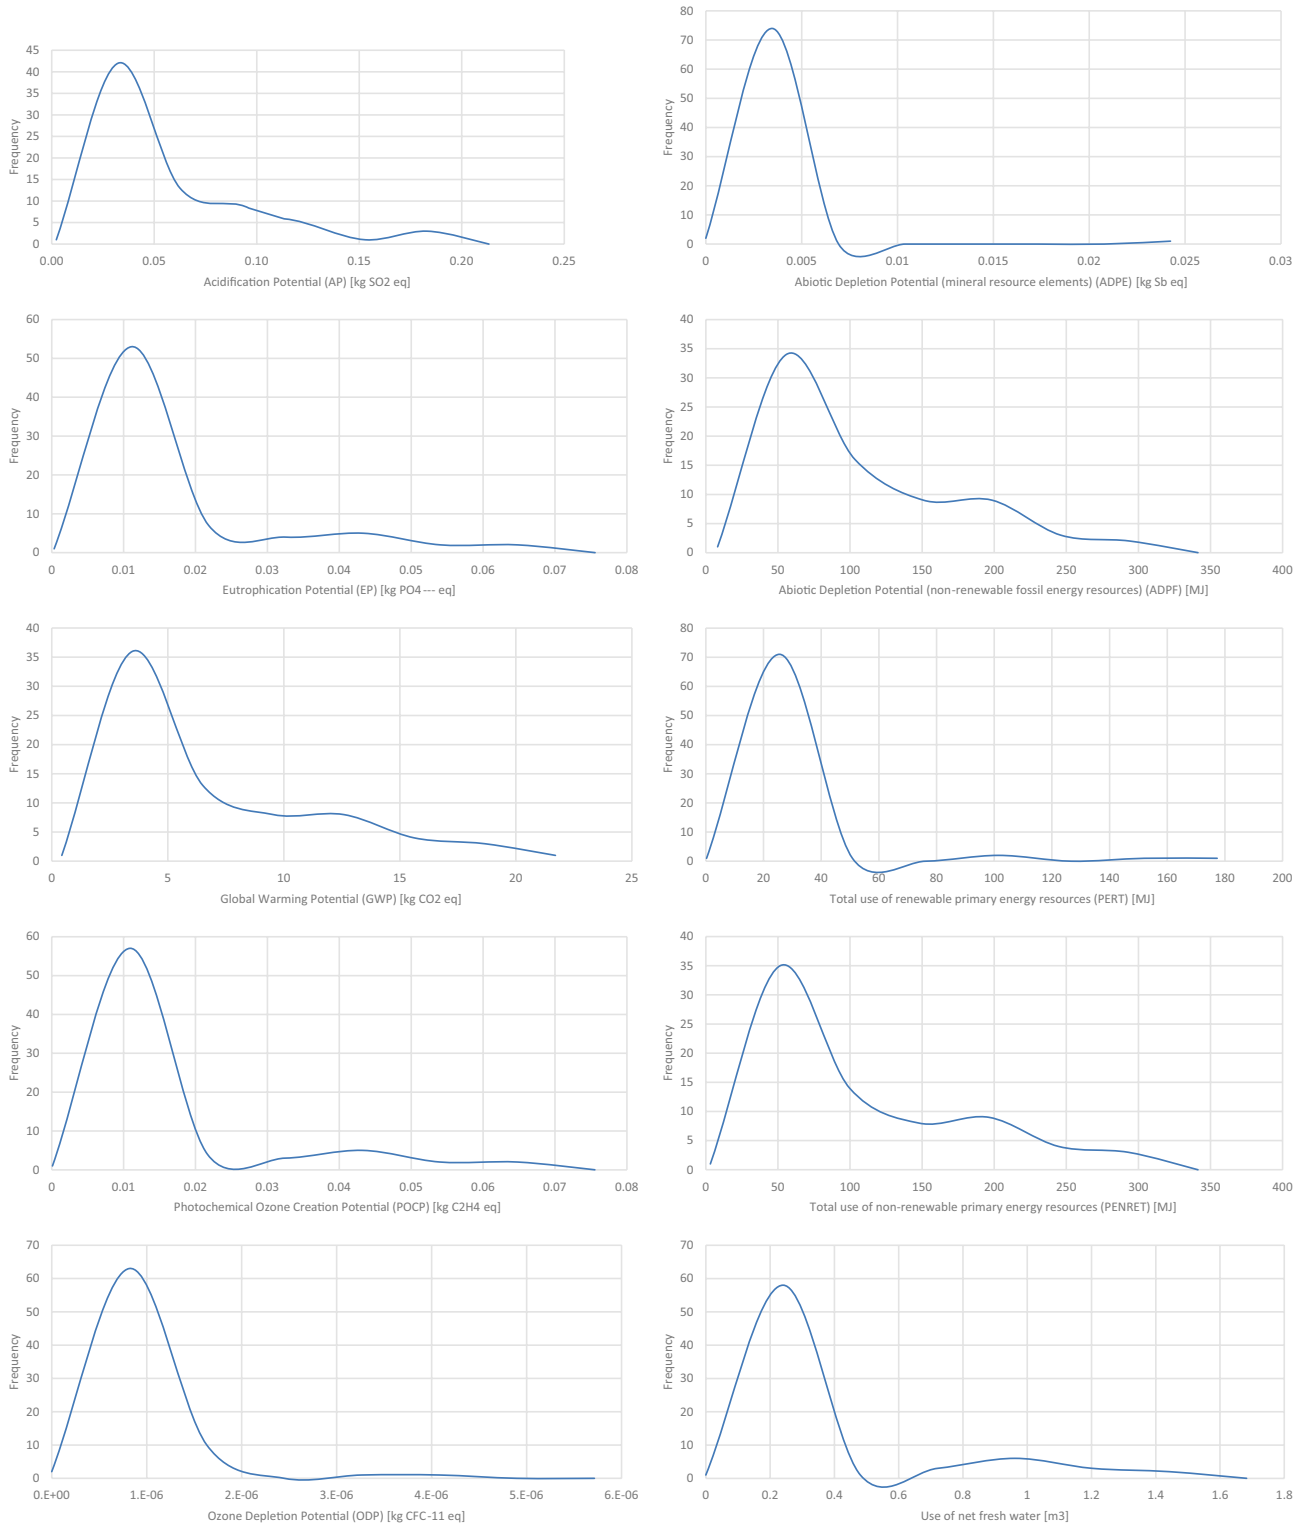 45
40
35
30
25
20
15
10
5
0
Frequency
0.00 0.05 0.10 0.15 0.20 0.25
Acidification Potential (AP) [kg SO2 eq]
80
70
60
50
40
30
20
10
0
Frequency
0 0.005 0.01 0.015 0.02 0.025 0.03
Abiotic Depletion Potential (mineral resource elements) (ADPE) [kg Sb eq]
60
50
40
30
20
10
0
Frequency
0 0.01 0.02 0.03 0.04 0.05 0.06 0.07 0.08
Eutrophication Potential (EP) [kg PO4 --- eq]
40
35
30
25
20
15
10
5
0
Frequency
0 50 100 150 200 250 300 350 400
Abiotic Depletion Potential (non-renewable fossil energy resources) (ADPF) [MJ]
40
35
30
25
20
15
10
5
0
Frequency
0 5 10 15 20 25
Global Warming Potential (GWP) [kg CO2 eq]
80
70
60
50
40
30
20
10
0
Frequency
0 20 40 60 80 100 120 140 160 180 200
Total use of renewable primary energy resources (PERT) [MJ]
60
50
40
30
20
10
0
Frequency
0 0.01 0.02 0.03 0.04 0.05 0.06 0.07 0.08
Photochemical Ozone Creation Potential (POCP) [kg C2H4 eq]
40
35
30
25
20
15
10
5
0
Frequency
0 50 100 150 200 250 300 350 400
Total use of non-renewable primary energy resources (PENRET) [MJ]
70
60
50
40
30
20
10
0
Frequency
0.E+00 1.E-06 2.E-06 3.E-06 4.E-06 5.E-06 6.E-06
Ozone Depletion Potential (ODP) [kg CFC-11 eq]
70
60
50
40
30
20
10
0
Frequency
0 0.2 0.4 0.6 0.8 1 1.2 1.4 1.6 1.8
Use of net fresh water [m3]